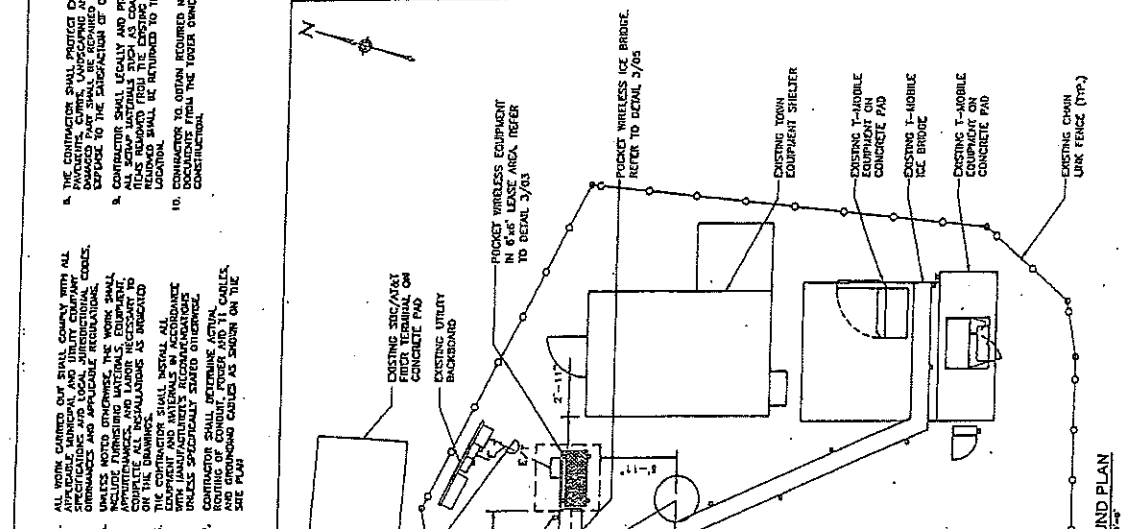 ALL WORK CARRIED OUT SHALL COMPLY WITH ALL
APPLICABLE MUNICIPAL AND UTILITY COMPANY
SPECIFICATIONS AND LOCAL, JURISDICTIONAL CODES,
ORDINANCES AND APPLICABLE REGULATIONS.
UNLESS NOTED OTHERWISE, THE WORK SHALL
INCLUDE FURNISHING MATERIALS, EQUIPMENT,
APPURTENANCES, AND LABOR NECESSARY TO
COMPLETE ALL INSTALLATIONS AS INDICATED
ON THE DRAWINGS.
THE CONTRACTOR SHALL INSTALL ALL
EQUIPMENT AND MATERIALS IN ACCORDANCE
WITH MANUFACTURER'S RECOMMENDATIONS
UNLESS SPECIFICALLY STATED OTHERWISE.
CONTRACTOR SHALL DETERMINE ACTUAL
ROUTING OF CONDUIT, POWER AND T1 CABLES,
AND GROUNDING CABLES AS SHOWN ON THE
SITE PLAN
8. THE CONTRACTOR SHALL PROTECT
PAVEMENTS, CURBS, LANDSCAPING
DAMAGED PART SHALL BE REPAIRED
EXPENSE TO THE SATISFACTION OF
9. CONTRACTOR SHALL LEGALLY AND
ALL SCRAP MATERIALS SUCH AS
ITEMS REMOVED FROM THE EXISTING
REMOVED SHALL BE RETURNED TO
LOCATION.
10. CONTRACTOR TO OBTAIN REQUIRED
DOCUMENTS FROM THE TOWER
CONSTRUCTION.
N
EXISTING SBC/AT&T
FIBER TERMINAL ON
CONCRETE PAD
EXISTING UTILITY
BACKBOARD
POCKET WIRELESS EQUIPMENT
IN 6'x6' LEASE AREA, REFER
TO DETAIL 3/03
POCKET WIRELESS ICE BRIDGE.
REFER TO DETAIL 3/05
EXISTING TOWN
EQUIPMENT SHELTER
EXISTING T-MOBILE
EQUIPMENT ON
CONCRETE PAD
EXISTING T-MOBILE
ICE BRIDGE
EXISTING T-MOBILE
EQUIPMENT ON
CONCRETE PAD
EXISTING CHAIN
LINK FENCE (TYP.)
2'-11"
E/T
UND PLAN